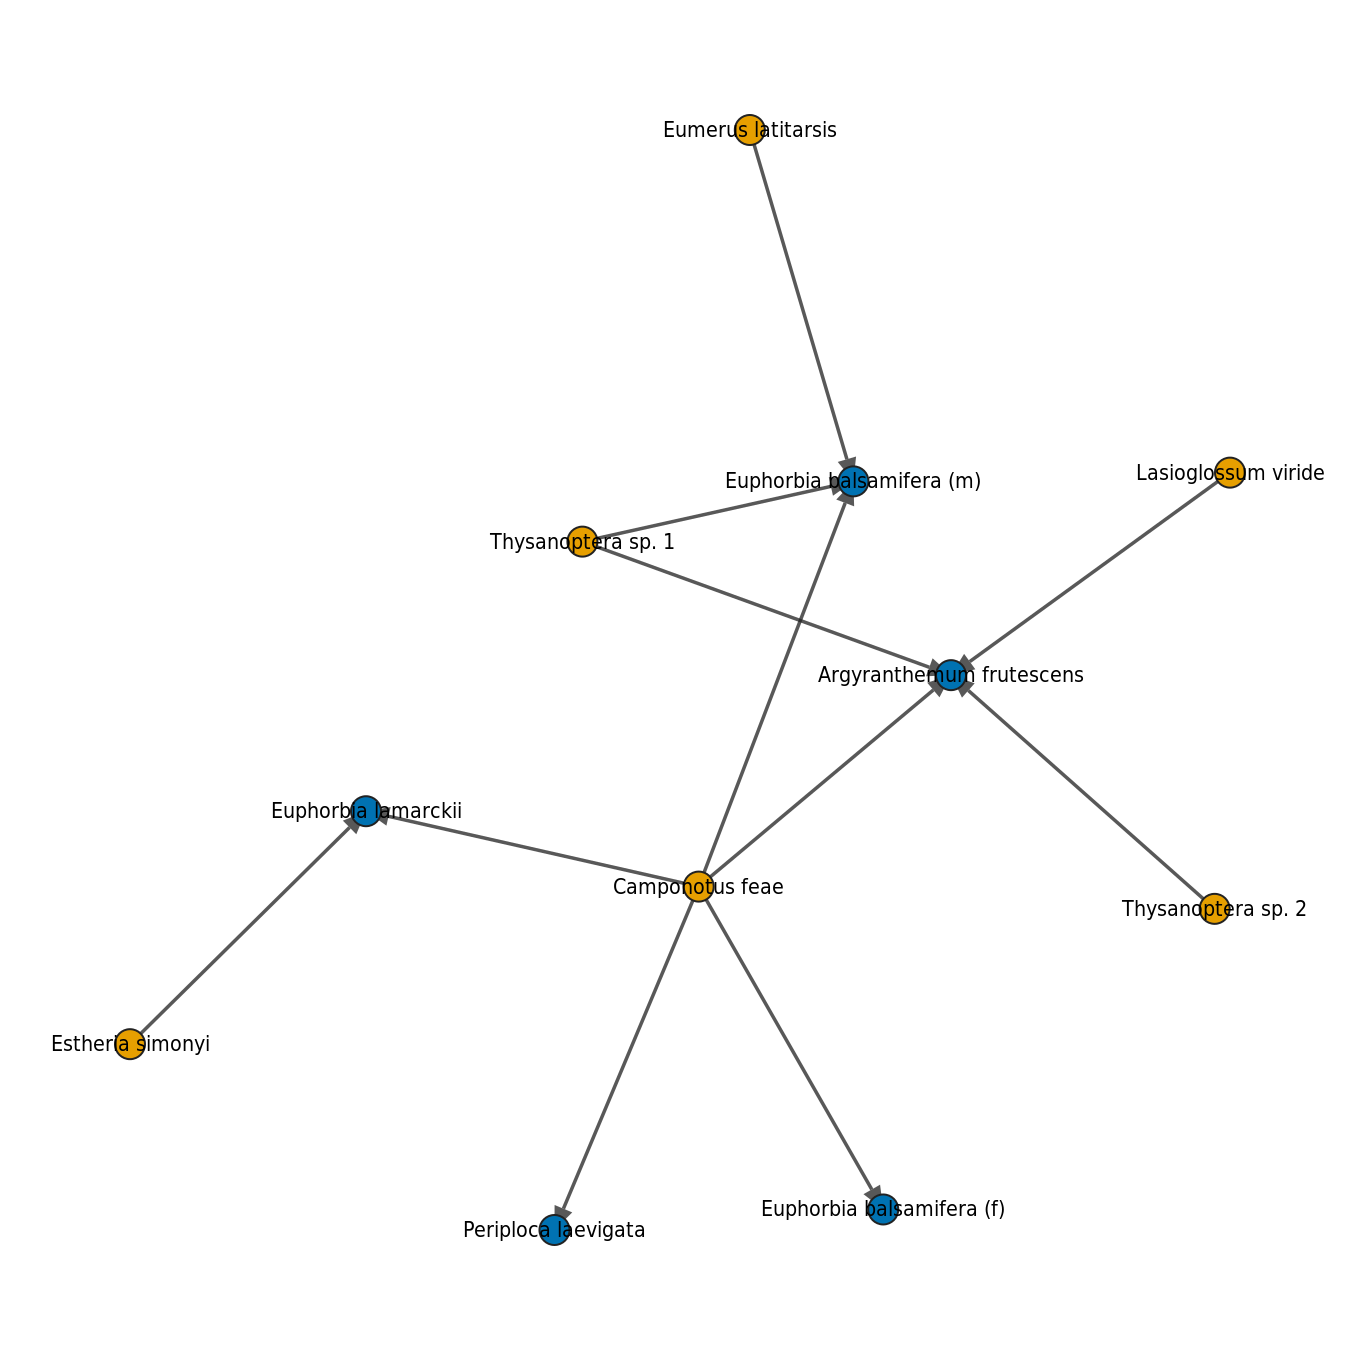 Eumerus latitarsis
Lasioglossum viride
Euphorbia balsamifera (m)
Thysanoptera sp. 1
Argyranthemum frutescens
Euphorbia lamarckii
Camponotus feae
Thysanoptera sp. 2
Estheria simonyi
Euphorbia balsamifera (f)
Periploca laevigata